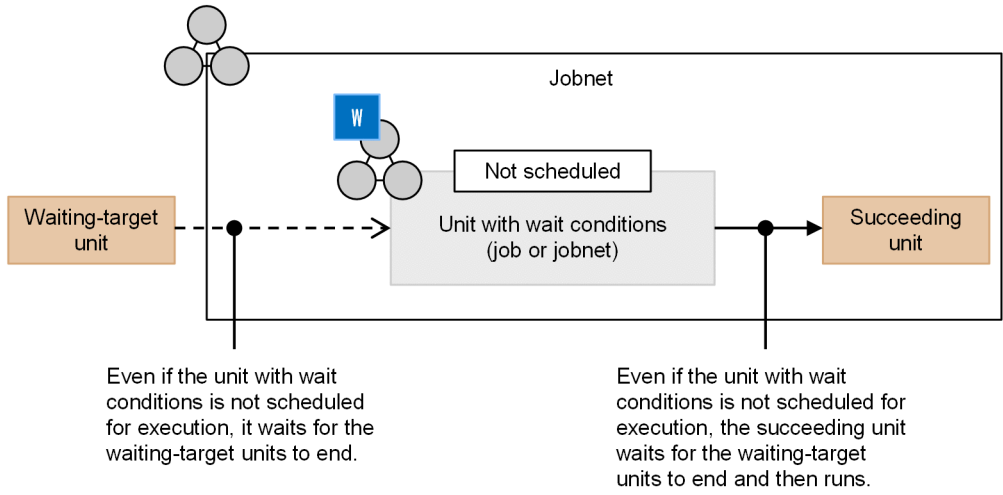 Jobnet
W
Not scheduled
Waiting-target
unit
Unit with wait conditions
(job or jobnet)
Succeeding
unit
Even if the unit with wait
conditions is not scheduled
for execution, it waits for the
waiting-target units to end.
Even if the unit with wait
conditions is not scheduled for
execution, the succeeding unit
waits for the waiting-target
units to end and then runs.